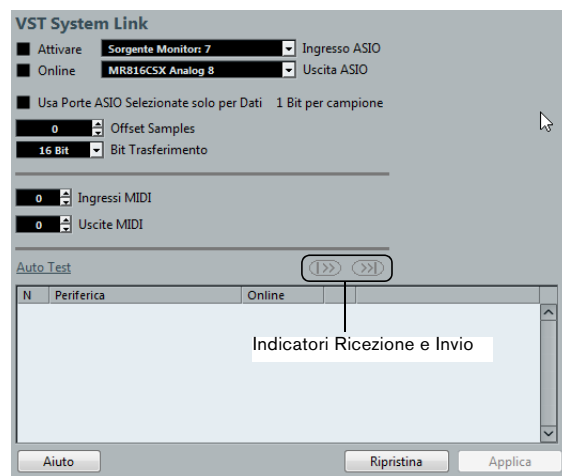 VST System Link
Attivare Sorgente Monitor: 7 Ingresso ASIO
Online MR816CSX Analog 8 Uscita ASIO
Usa Porte ASIO Selezionate solo per Dati 1 Bit per campione
0 Offset Samples
16 Bit Bit Trasferimento
0 Ingressi MIDI
0 Uscite MIDI
Auto Test
N Periferica Online
Indicatori Ricezione e Invio
Aiuto Ripristina Applica